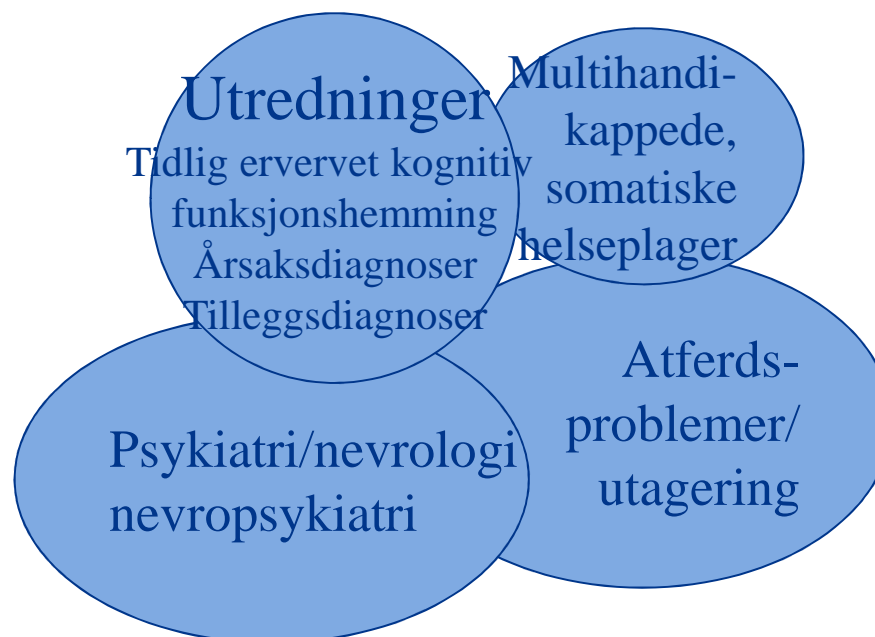 Utredninger
Tidlig ervervet kognitiv
funksjonshemming
Årsaksdiagnoser
Tilleggsdiagnoser
Multihandi-
kappede,
somatiske
helseplager
Psykiatri/nevrologi
nevropsykiatri
Atferds-
problemer/
utagering